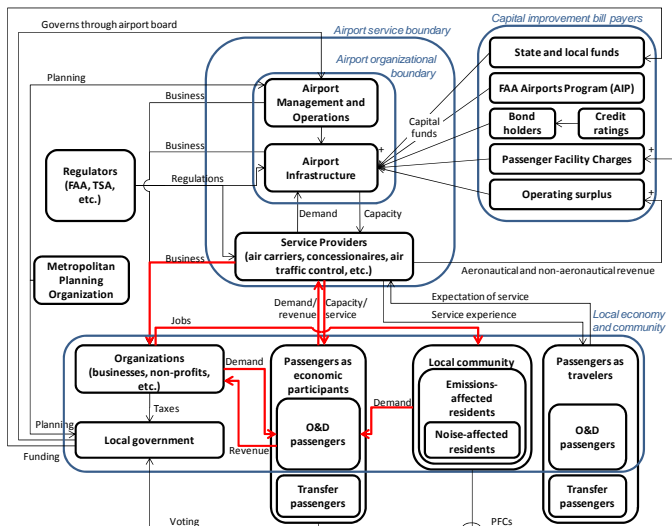 Governs through airport board
Airport service boundary
Capital improvement bill payers
Airport organizational
boundary
State and local funds
Planning
Airport
Management and
Operations
FAA Airports Program (AIP)
Business
Capital
funds
Bond
holders
Credit
ratings
Business
+
+
Regulators
(FAA, TSA,
etc.)
Airport
Infrastructure
Passenger Facility Charges
Regulations
+
Operating surplus
Demand
Capacity
Service Providers
(air carriers, concessionaires, air
traffic control, etc.)
Business
Aeronautical and non-aeronautical revenue
Metropolitan
Planning
Organization
Demand/
revenue
Capacity/
service
Expectation of service
Service experience
Local economy
and community
Jobs
Organizations
(businesses, non-profits,
etc.)
Demand
Passengers as
economic
participants
Local community
Passengers as
travelers
Emissions-
affected
residents
Demand
Taxes
O&D
passengers
O&D
passengers
Noise-affected
residents
Planning
Local government
Revenue
Funding
Transfer
passengers
Transfer
passengers
Voting
PFCs